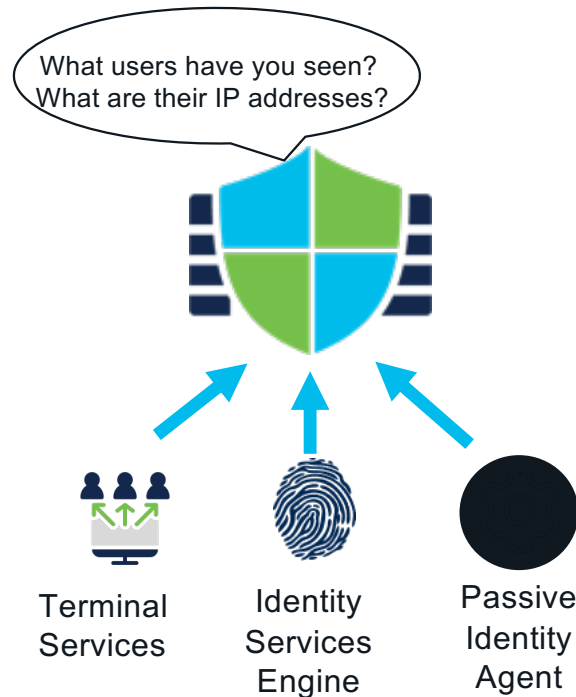 What users have you seen?
What are their IP addresses?
Terminal
Services
Identity
Services
Engine
Passive
Identity
Agent